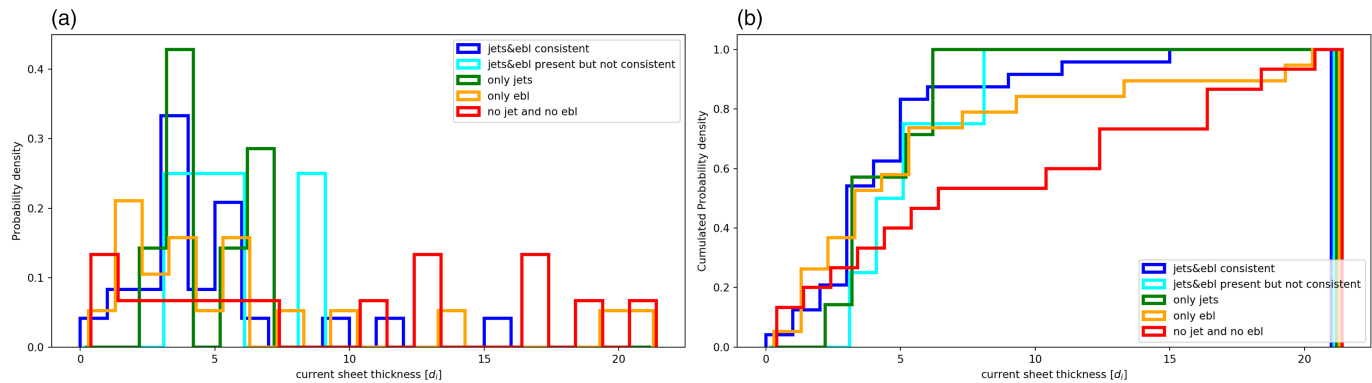 (a)
Probability density
0.4
0.3
0.2
0.1
0.0
jets&ebl consistent
jets&ebl present but not consistent
only jets
only ebl
no jet and no ebl
0
5
10
15
20
current sheet thickness [dᵢ]
(b)
Cumulated Probability density
1.0
0.8
0.6
0.4
0.2
0.0
jets&ebl consistent
jets&ebl present but not consistent
only jets
only ebl
no jet and no ebl
0
5
10
15
20
current sheet thickness [dᵢ]